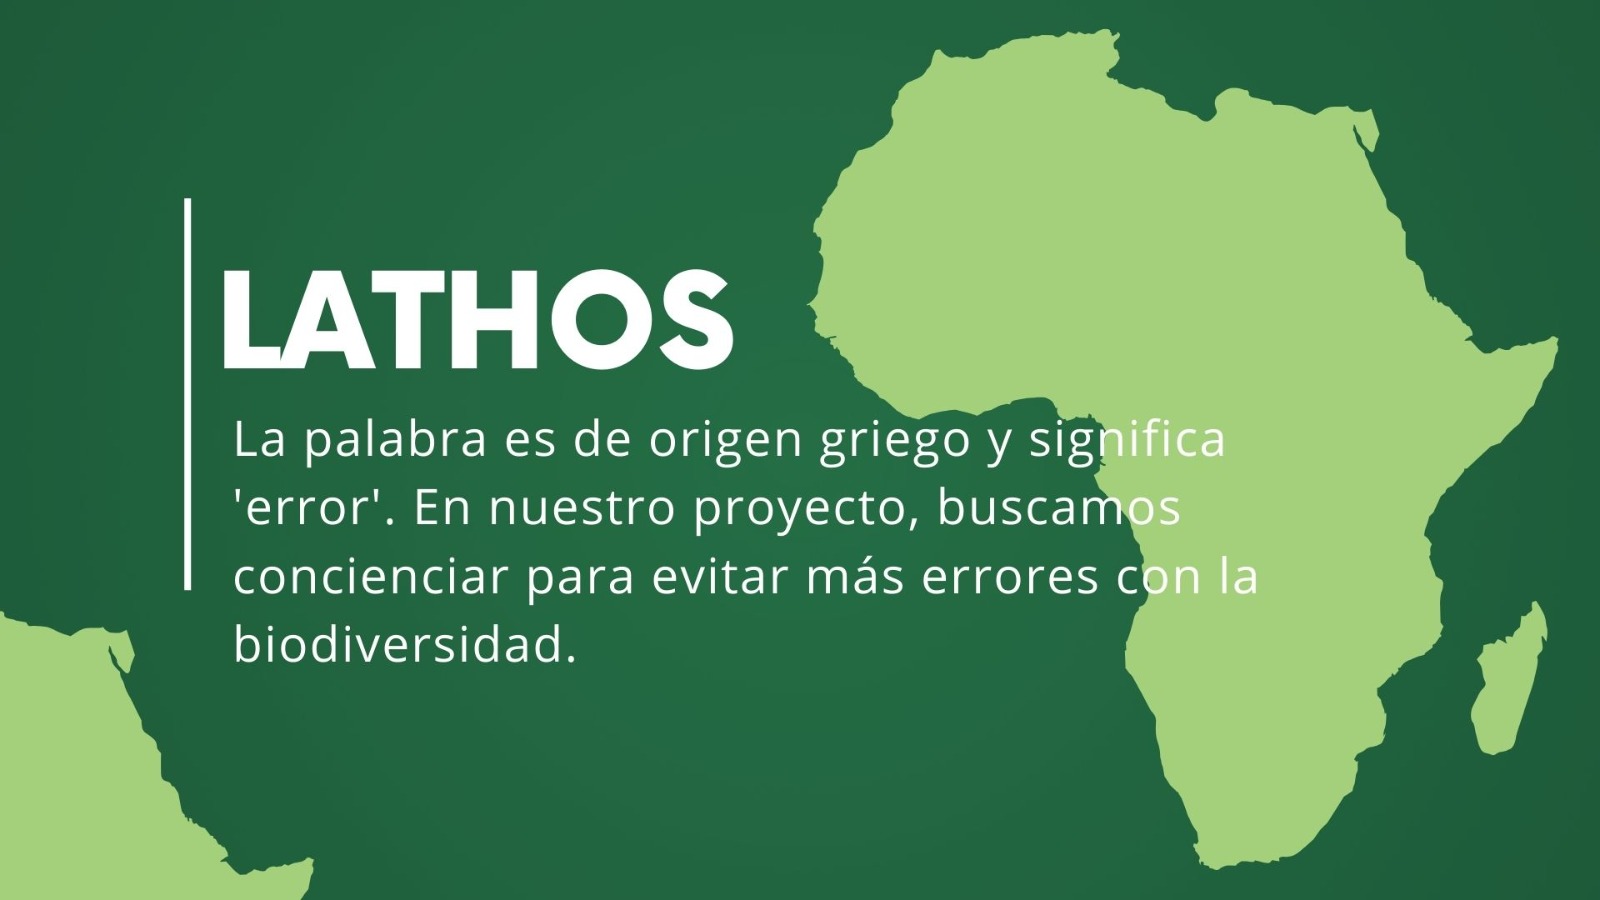 LATHOS
La palabra es de origen griego y significa
'error'. En nuestro proyecto, buscamos
concienciar para evitar más errores con la
biodiversidad.